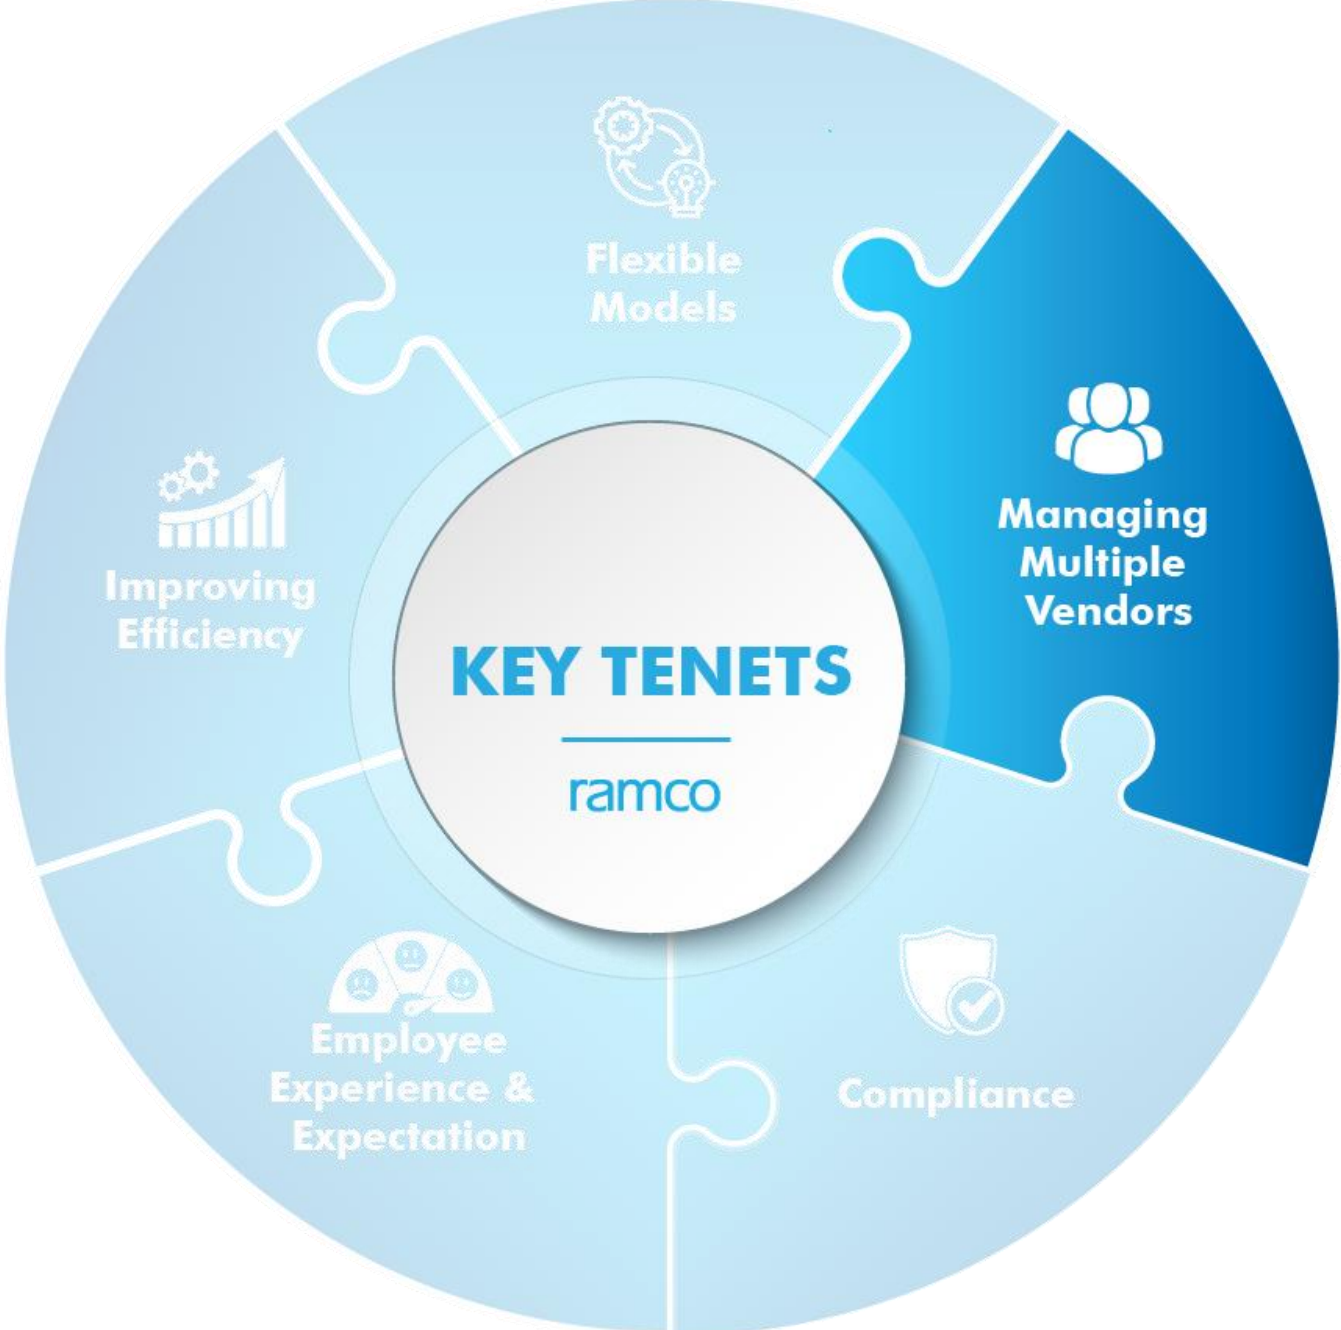 Flexible
Models
Managing
Multiple
Vendors
Improving
Efficiency
KEY TENETS
ramco
Employee
Experience &
Expectation
Compliance